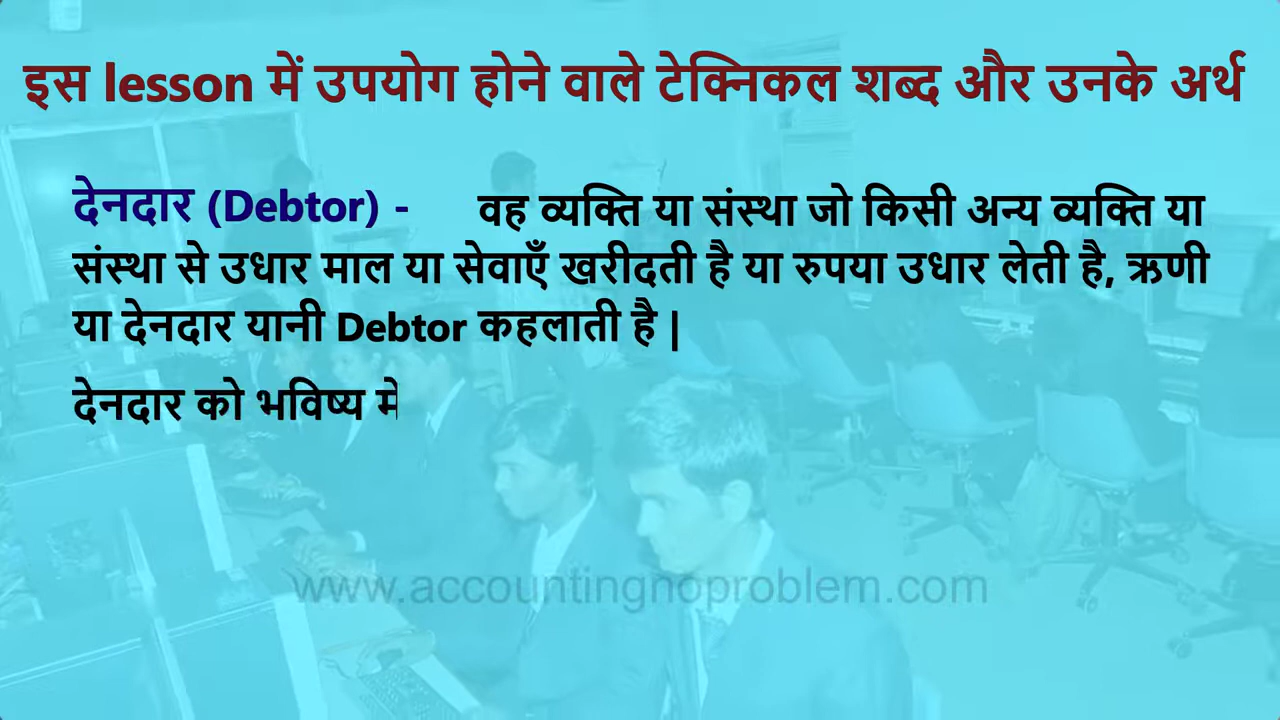 इस lesson में उपयोग होने वाले टेक्निकल शब्द और उनके अर्थ
देनदार (Debtor) - वह व्यक्ति या संस्था जो किसी अन्य व्यक्ति या
संस्था से उधार माल या सेवाएँ खरीदती है या रुपया उधार लेती है, ऋणी
या देनदार यानी Debtor कहलाती है |
देनदार को भविष्य मे
www.accountingnoproblem.com